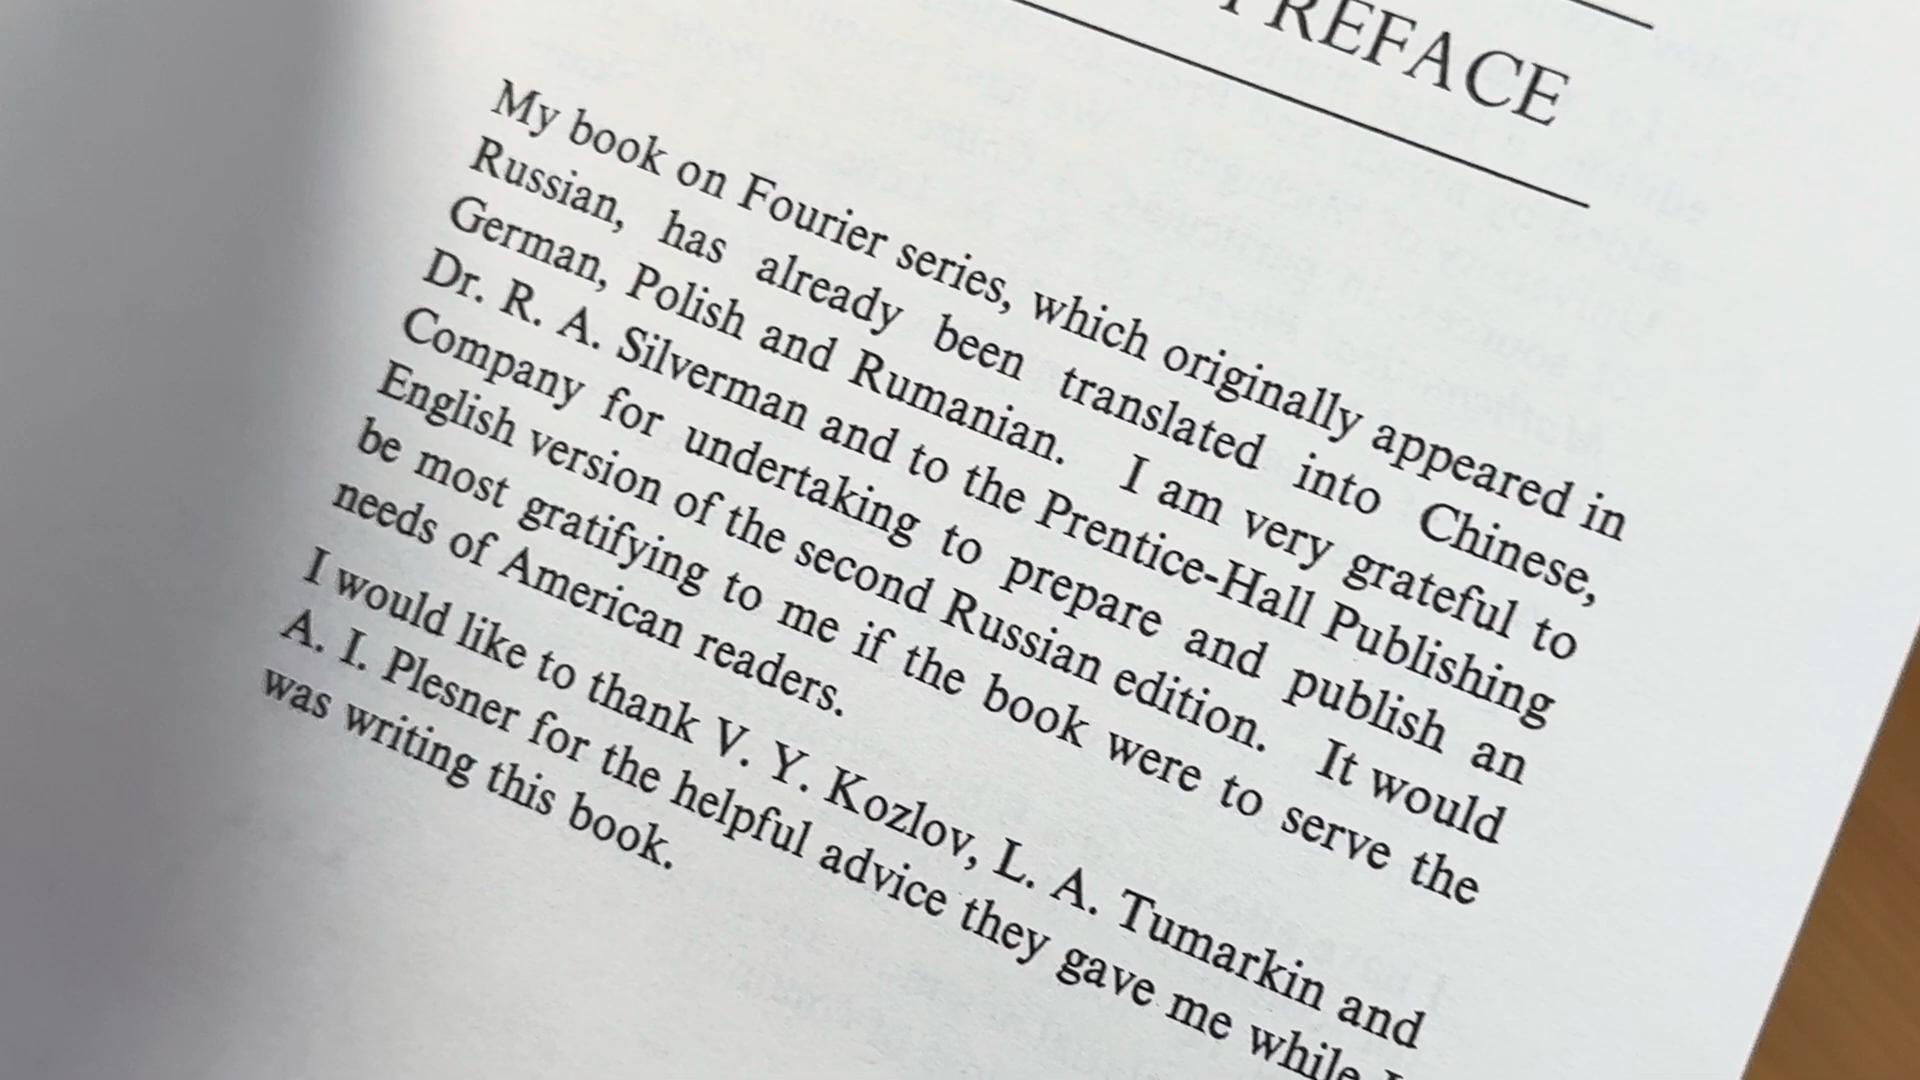 PREFACE
My book on Fourier series, which originally appeared in
Russian, has already been translated into Chinese,
German, Polish and Rumanian. I am very grateful to
Dr. R. A. Silverman and to the Prentice-Hall Publishing
Company for undertaking to prepare and publish an
English version of the second Russian edition. It would
be most gratifying to me if the book were to serve the
needs of American readers.
I would like to thank V. Y. Kozlov, L. A. Tumarkin and
A. I. Plesner for the helpful advice they gave me while I
was writing this book.